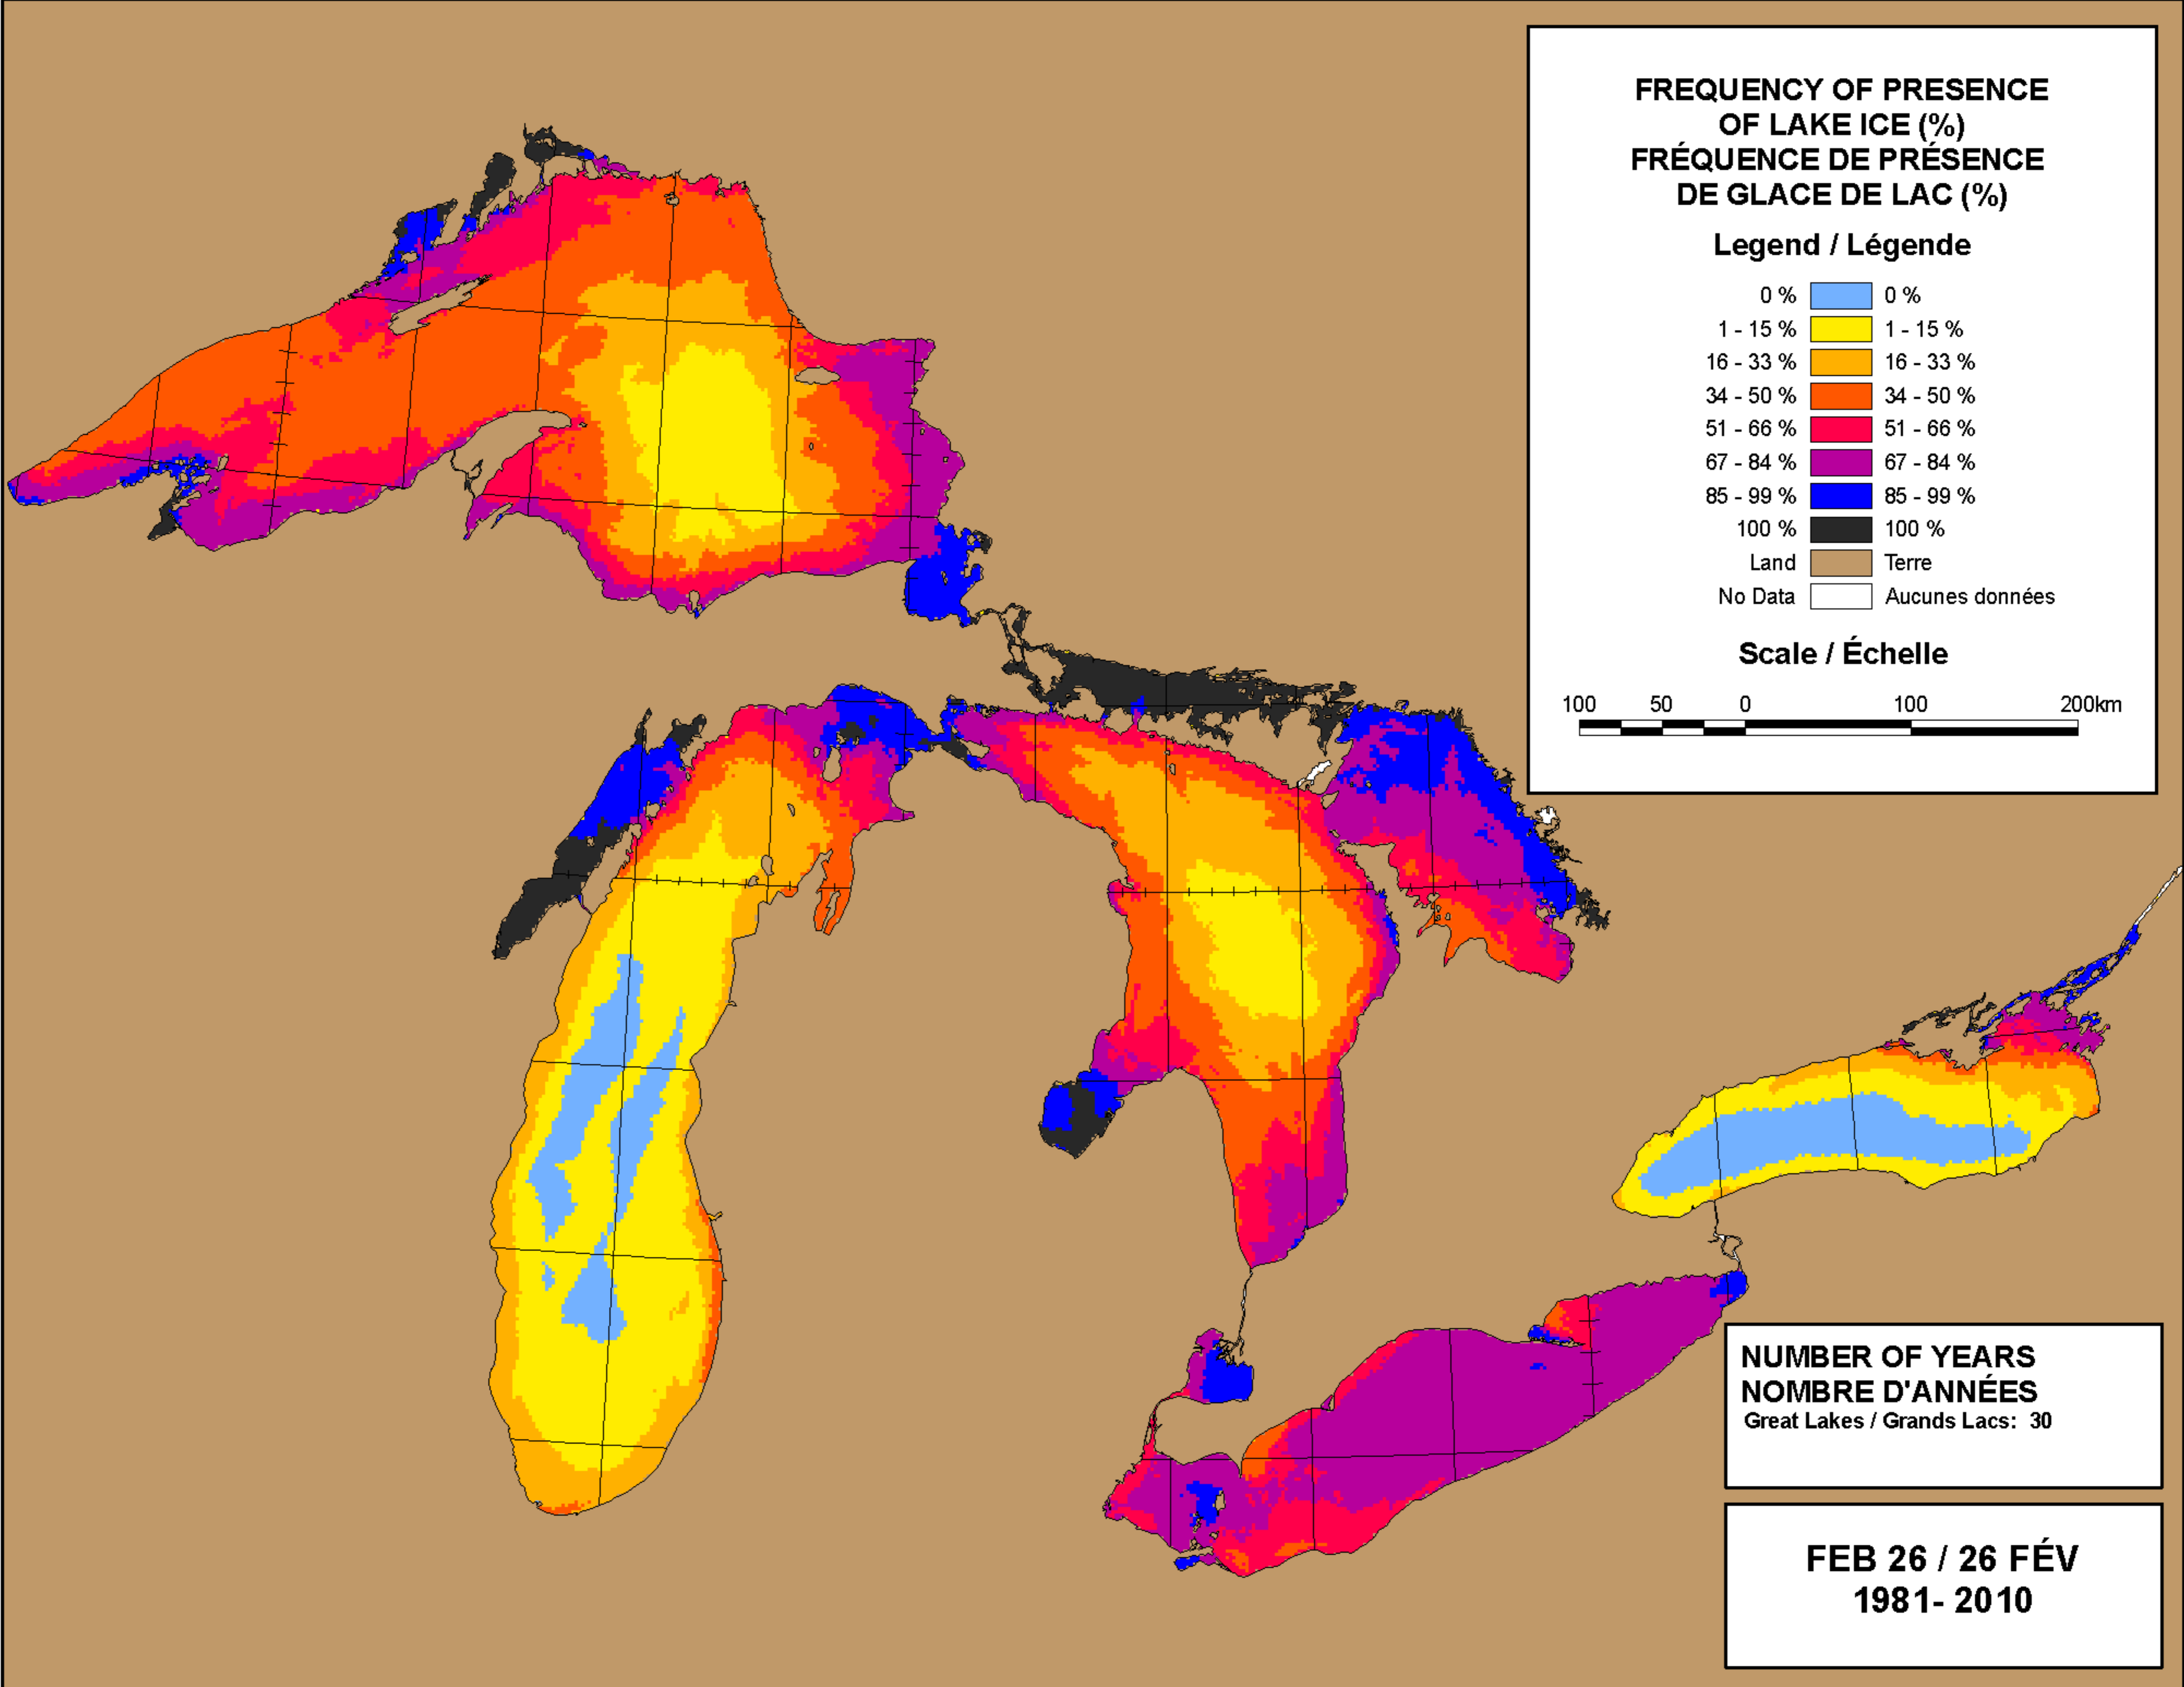 FREQUENCY OF PRESENCE
OF LAKE ICE (%)
FRÉQUENCE DE PRÉSENCE
DE GLACE DE LAC (%)
Legend / Légende
0 % 0 %
1 - 15 % 1 - 15 %
16 - 33 % 16 - 33 %
34 - 50 % 34 - 50 %
51 - 66 % 51 - 66 %
67 - 84 % 67 - 84 %
85 - 99 % 85 - 99 %
100 % 100 %
Land Terre
No Data Aucunes données
Scale / Échelle
100 50 0 100 200km
NUMBER OF YEARS
NOMBRE D'ANNÉES
Great Lakes / Grands Lacs: 30
FEB 26 / 26 FÉV
1981- 2010